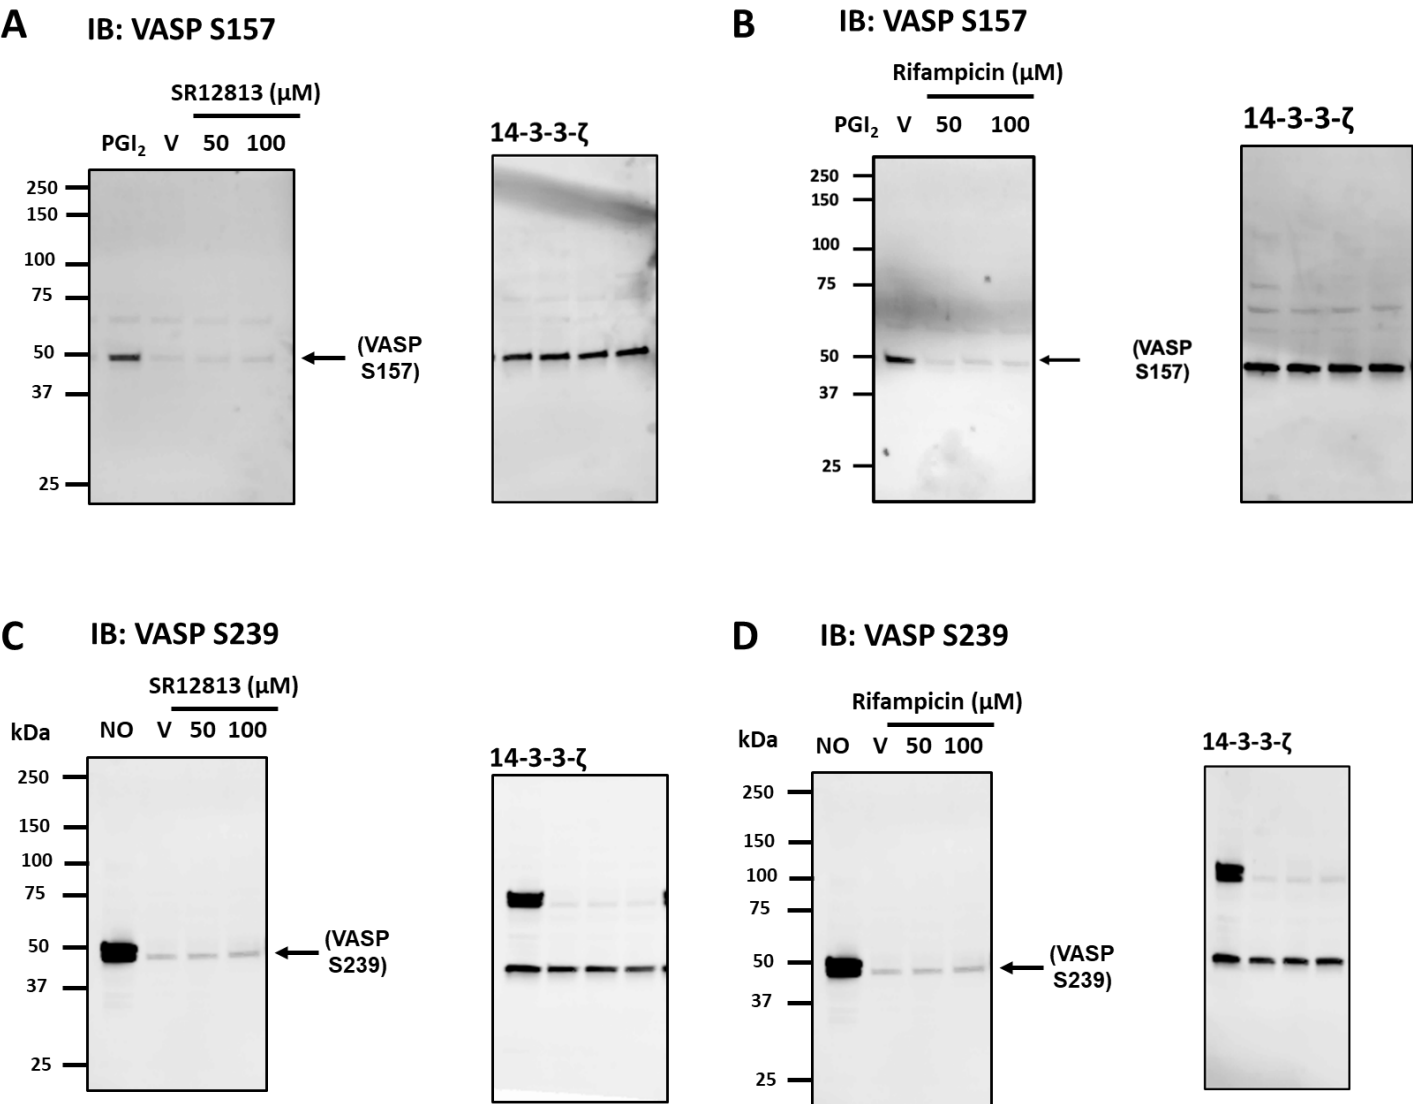 A
IB: VASP S157
SR12813 (µM)
PGI₂ V 50 100
250
150
100
75
50
37
25
(VASP
S157)
14-3-3-ζ
B
IB: VASP S157
Rifampicin (µM)
PGI₂ V 50 100
250
150
100
75
50
37
25
(VASP
S157)
14-3-3-ζ
C
IB: VASP S239
SR12813 (µM)
kDa NO V 50 100
250
150
100
75
50
37
25
(VASP
S239)
14-3-3-ζ
D
IB: VASP S239
Rifampicin (µM)
kDa NO V 50 100
250
150
100
75
50
37
25
(VASP
S239)
14-3-3-ζ